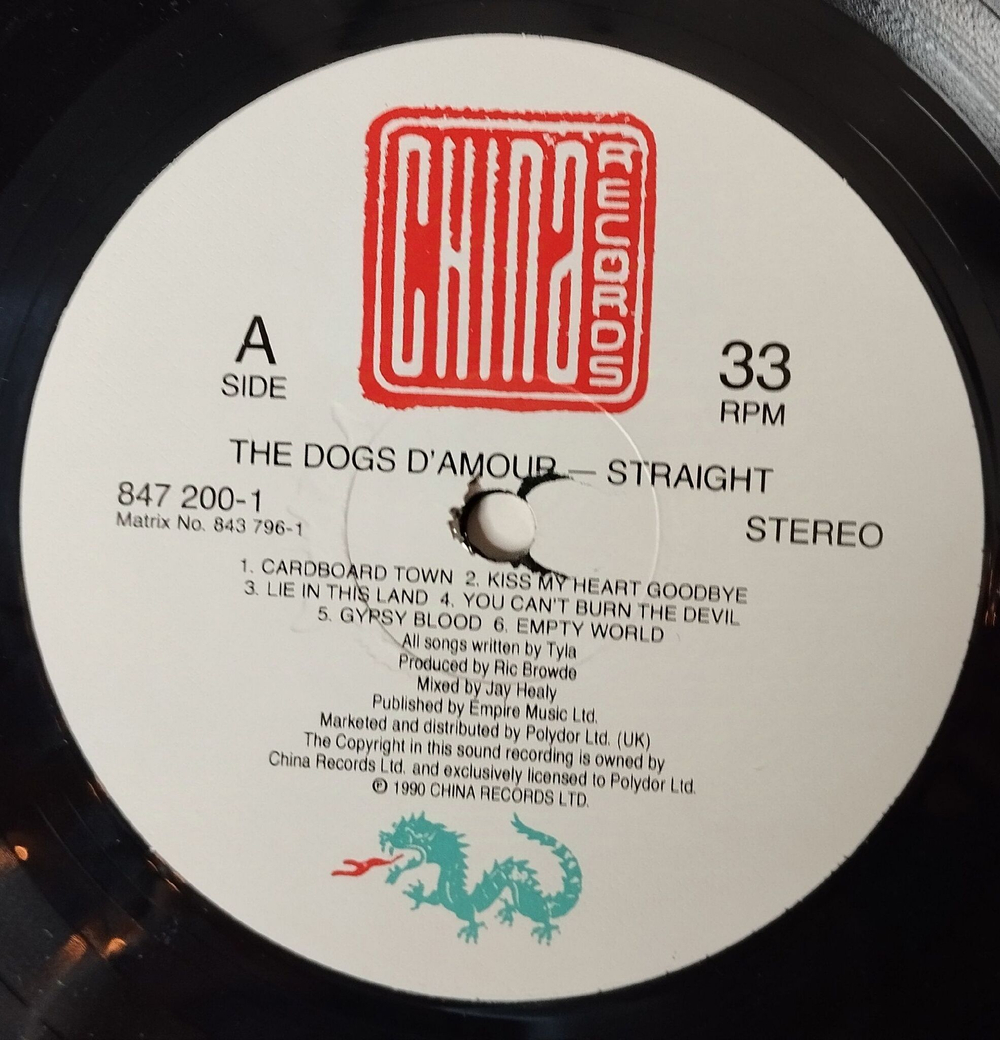 CHINA RECORDS
A
SIDE
33
RPM
THE DOGS D'AMOUR — STRAIGHT
847 200-1
Matrix No. 843 796-1
STEREO
1. CARDBOARD TOWN 2. KISS MY HEART GOODBYE
3. LIE IN THIS LAND 4. YOU CAN'T BURN THE DEVIL
5. GYPSY BLOOD 6. EMPTY WORLD
All songs written by Tyla
Produced by Ric Browde
Mixed by Jay Healy
Published by Empire Music Ltd.
Marketed and distributed by Polydor Ltd. (UK)
The Copyright in this sound recording is owned by
China Records Ltd. and exclusively licensed to Polydor Ltd.
℗ 1990 CHINA RECORDS LTD.